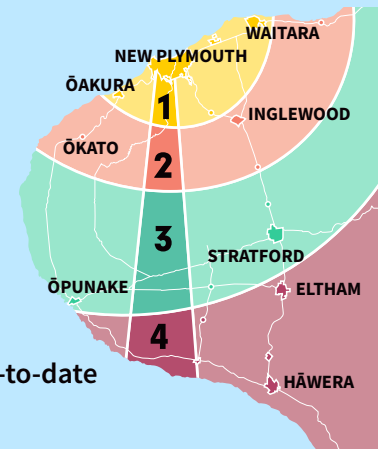 WAITARA
NEW PLYMOUTH
ŌAKURA
1
INGLEWOOD
ŌKATO
2
3
STRATFORD
ŌPUNAKE
ELTHAM
4
-to-date
HĀWERA